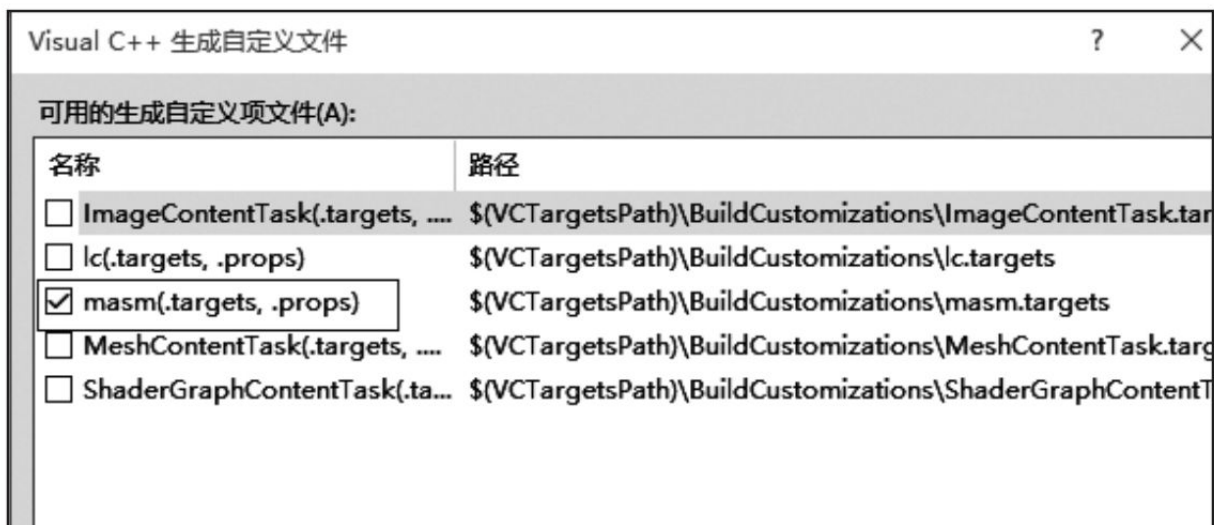 Visual C++ 生成自定义文件 ? ×
可用的生成自定义项文件(A):
名称 路径
ImageContentTask(.targets, .... $(VCTargetsPath)\BuildCustomizations\ImageContentTask.tar
lc(.targets, .props) $(VCTargetsPath)\BuildCustomizations\lc.targets
masm(.targets, .props) $(VCTargetsPath)\BuildCustomizations\masm.targets
MeshContentTask(.targets, .... $(VCTargetsPath)\BuildCustomizations\MeshContentTask.targ
ShaderGraphContentTask(.ta... $(VCTargetsPath)\BuildCustomizations\ShaderGraphContentT